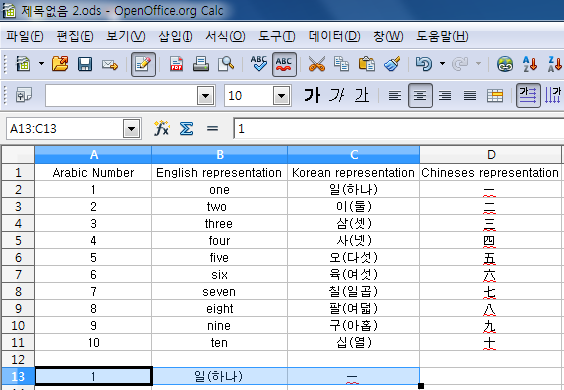 제목없음 2.ods - OpenOffice.org Calc
파일(F) 편집(E) 보기(V) 삽입(I) 서식(O) 도구(T) 데이터(D) 창(W) 도움말(H)
ABC ABC A Z Z A
10 가 가 가 가
A13:C13 fx Σ = 1
A B C D
1 Arabic Number English representation Korean representation Chineses representation
2 1 one 일(하나) 一
3 2 two 이(둘) 二
4 3 three 삼(셋) 三
5 4 four 사(넷) 四
6 5 five 오(다섯) 五
7 6 six 육(여섯) 六
8 7 seven 칠(일곱) 七
9 8 eight 팔(여덟) 八
10 9 nine 구(아홉) 九
11 10 ten 십(열) 十
12
13 1 일(하나) 一